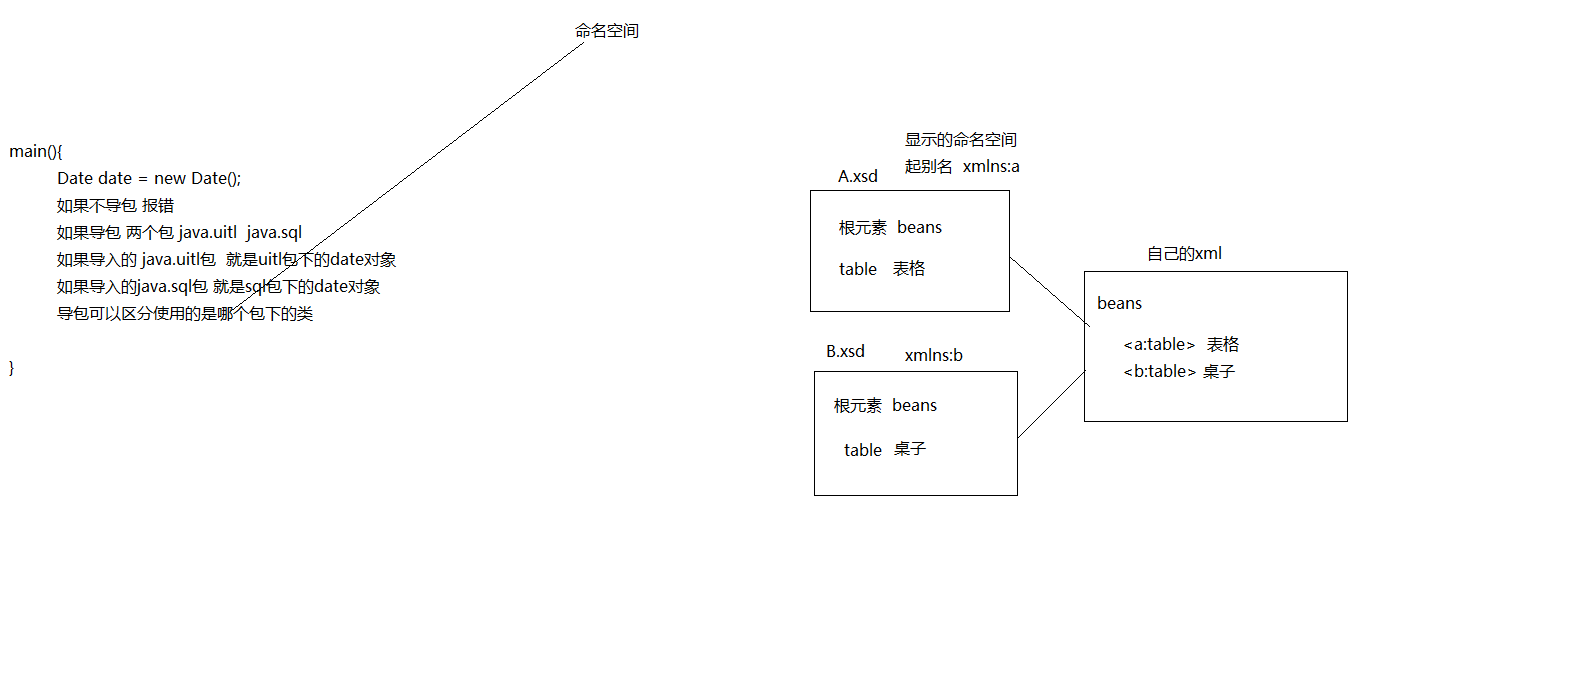 命名空间
main(){
Date date = new Date();
如果不导包 报错
如果导包 两个包 java.uitl java.sql
如果导入的 java.uitl包 就是uitl包下的date对象
如果导入的java.sql包 就是sql包下的date对象
导包可以区分使用的是哪个包下的类
}
显示的命名空间
起别名 xmlns:a
A.xsd
根元素 beans
table 表格
B.xsd
xmlns:b
根元素 beans
table 桌子
自己的xml
beans
<a:table> 表格
<b:table> 桌子